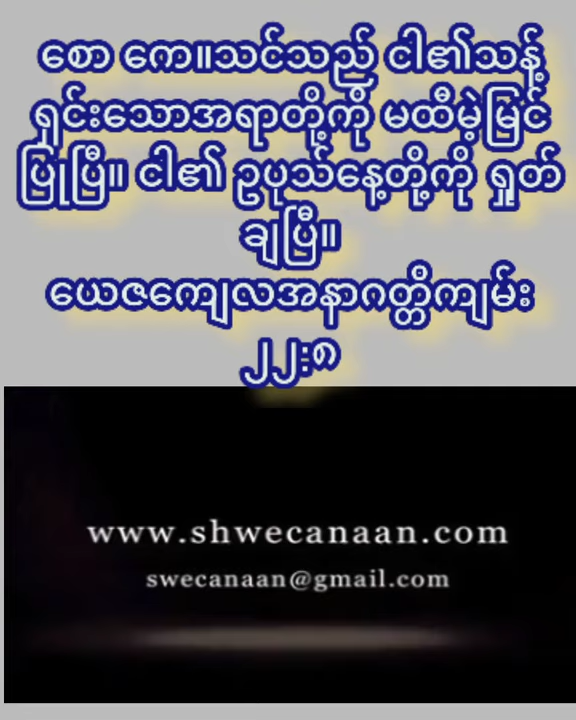 စော ကေ။သင်သည် ငါ၏သန့်
ရှင်းသောအရာတို့ကို မထီမဲ့မြင်
ပြုပြီ။ ငါ၏ ဥပုသ်နေ့တို့ကို ရှုတ်
ချပြီ။
ယေဇကျေလအနာဂတ္တိကျမ်း
၂၂း၈
www.shwecanaan.com
swecanaan@gmail.com